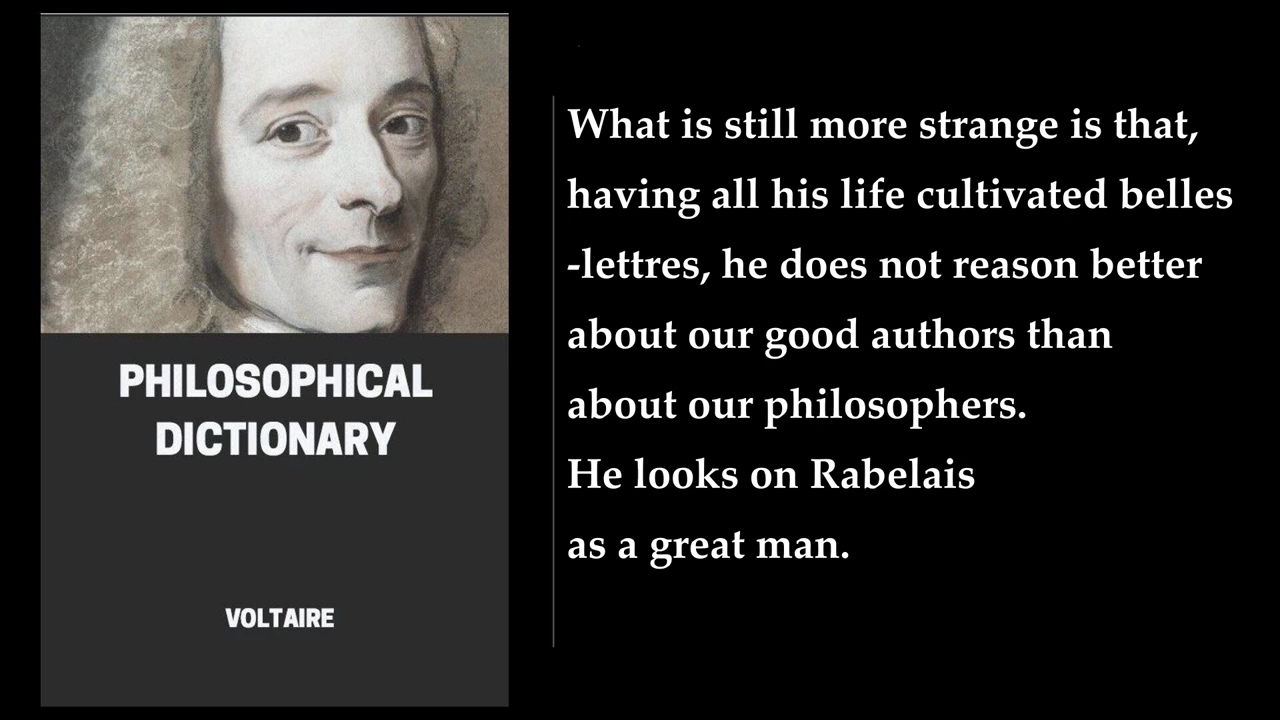 PHILOSOPHICAL
DICTIONARY
VOLTAIRE
What is still more strange is that,
having all his life cultivated belles
-lettres, he does not reason better
about our good authors than
about our philosophers.
He looks on Rabelais
as a great man.